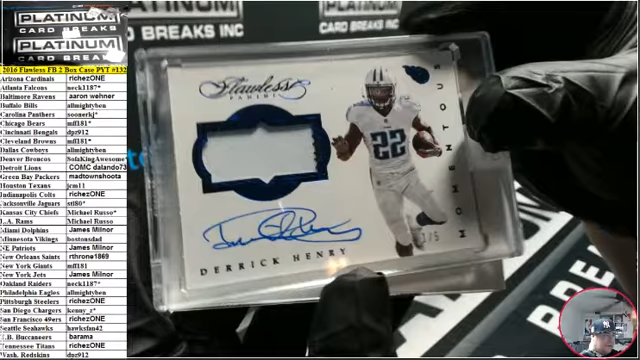 PLATINUM
CARD BREAKS
PLATINUM
CARD BREAKS
2016 Flawless FB 2 Box Case PYT #132
Arizona Cardinals richezONE
Atlanta Falcons neck1187*
Baltimore Ravens aaron wehner
Buffalo Bills allmightyben
Carolina Panthers soonerkj*
Chicago Bears mff181*
Cincinnati Bengals dpz912
Cleveland Browns mff181*
Dallas Cowboys allmightyben
Denver Broncos SofaKingAwesome*
Detroit Lions COMC dalando73
Green Bay Packers madtownshoota
Houston Texans jcm11
Indianapolis Colts richezONE
Jacksonville Jaguars stl80*
Kansas City Chiefs Michael Russo*
L.A. Rams Michael Russo
Miami Dolphins James Milnor
Minnesota Vikings bostonsdad
NE Patriots James Milnor
New Orleans Saints rthrone1869
New York Giants mff181
New York Jets James Milnor
Oakland Raiders neck1187*
Philadelphia Eagles allmightyben
Pittsburgh Steelers richezONE
San Diego Chargers kenny_r*
San Francisco 49ers richezONE
Seattle Seahawks hawksfan42
T.B. Buccaneers barama
Tennessee Titans richezONE
Wash. Redskins dpz912
PLATINUM
CARD BREAKS INC
Flawless
PANINI
22
MOMENTOUS
1/5
DERRICK HENRY